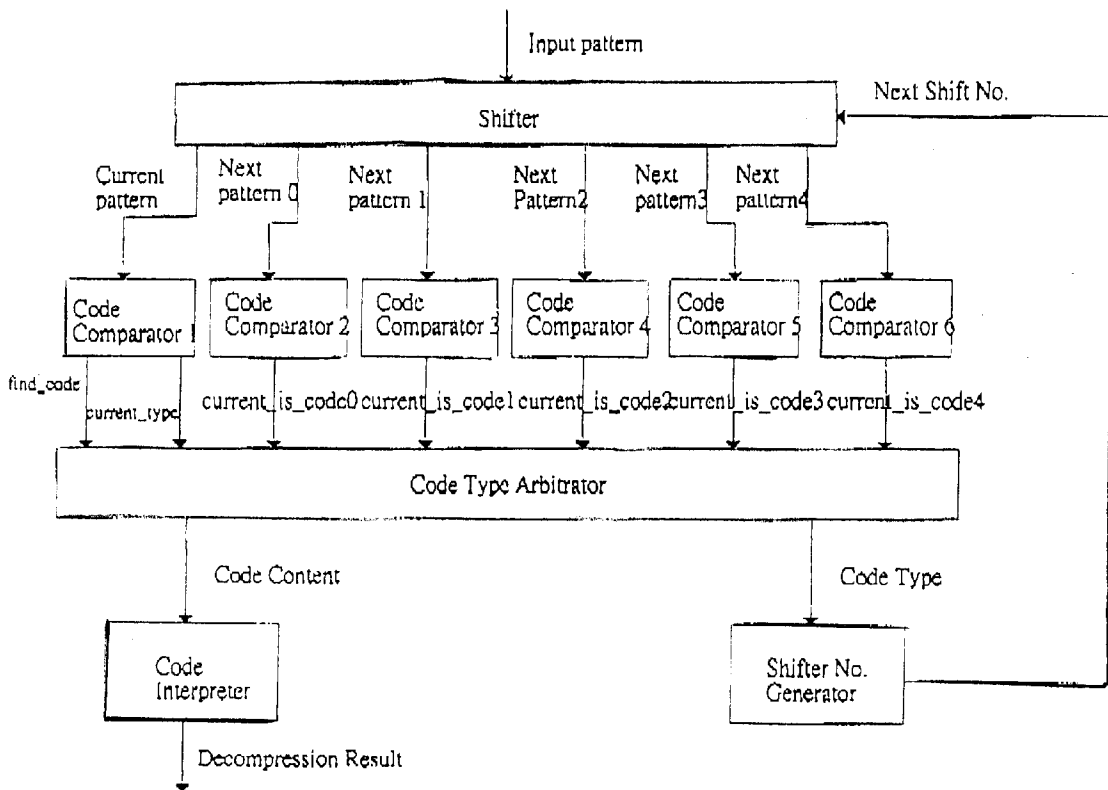 Input pattern
Next Shift No.
Shifter
Current
pattern
Next
pattern 0
Next
pattern 1
Next
Pattern2
Next
pattern3
Next
pattern4
Code
Comparator 1
Code
Comparator 2
Code
Comparator 3
Code
Comparator 4
Code
Comparator 5
Code
Comparator 6
find_code
current_type
current_is_code0
current_is_code1
current_is_code2
current_is_code3
current_is_code4
Code Type Arbitrator
Code Content
Code Type
Code
Interpreter
Shifter No.
Generator
Decompression Result